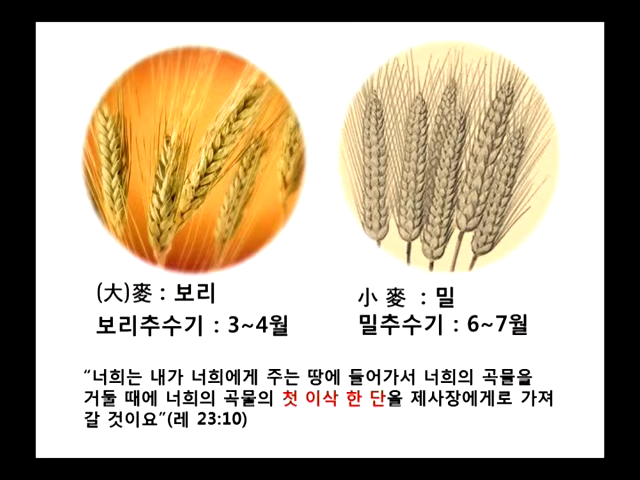 (大)麥 : 보리
보리추수기 : 3~4월
小 麥 : 밀
밀추수기 : 6~7월
“너희는 내가 너희에게 주는 땅에 들어가서 너희의 곡물을
거둘 때에 너희의 곡물의 첫 이삭 한 단을 제사장에게로 가져
갈 것이요”(레 23:10)